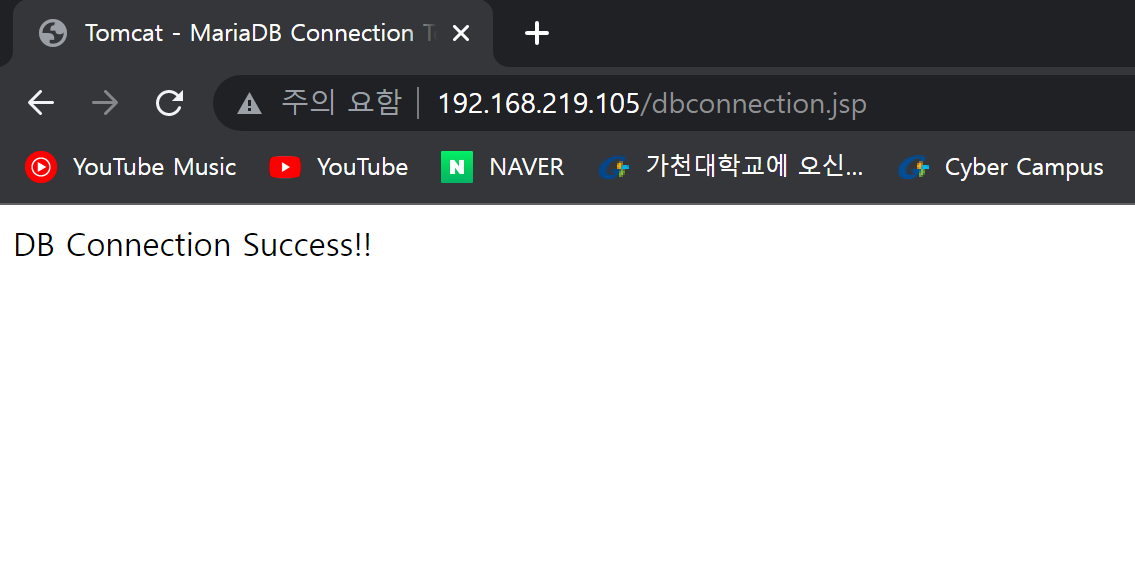 Tomcat - MariaDB Connection
주의 요함 192.168.219.105/dbconnection.jsp
YouTube Music YouTube N NAVER 가천대학교에 오신... Cyber Campus
DB Connection Success!!